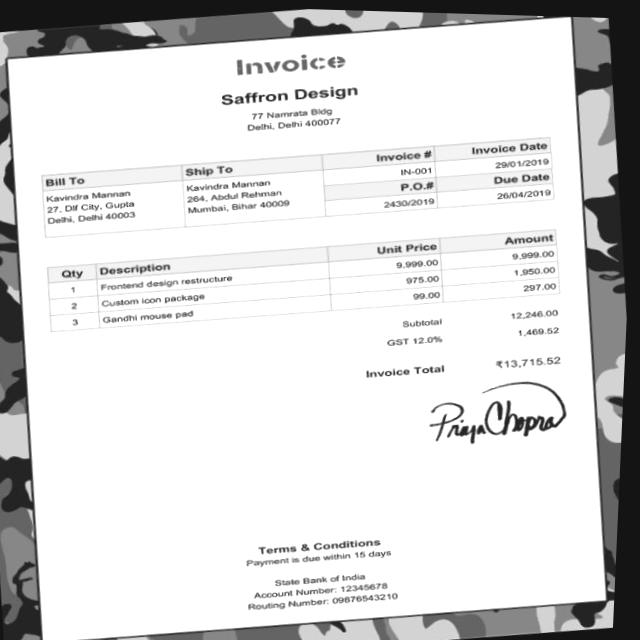 Invoice
Saffron Design
77 Namrata Bldg
Delhi, Delhi 400077
Bill To Ship To Invoice # Invoice Date
Kavindra Mannan Kavindra Mannan IN-001 29/01/2019
27, Dlf City, Gupta 264, Abdul Rehman P.O.# Due Date
Delhi, Delhi 40003 Mumbai, Bihar 40009 2430/2019 26/04/2019
Qty Description Unit Price Amount
1 Frontend design restructure 9,999.00 9,999.00
2 Custom icon package 975.00 1,950.00
3 Gandhi mouse pad 99.00 297.00
Subtotal 12,246.00
GST 12.0% 1,469.52
Invoice Total ₹13,715.52
Priya Chopra
Terms & Conditions
Payment is due within 15 days
State Bank of India
Account Number: 12345678
Routing Number: 09876543210